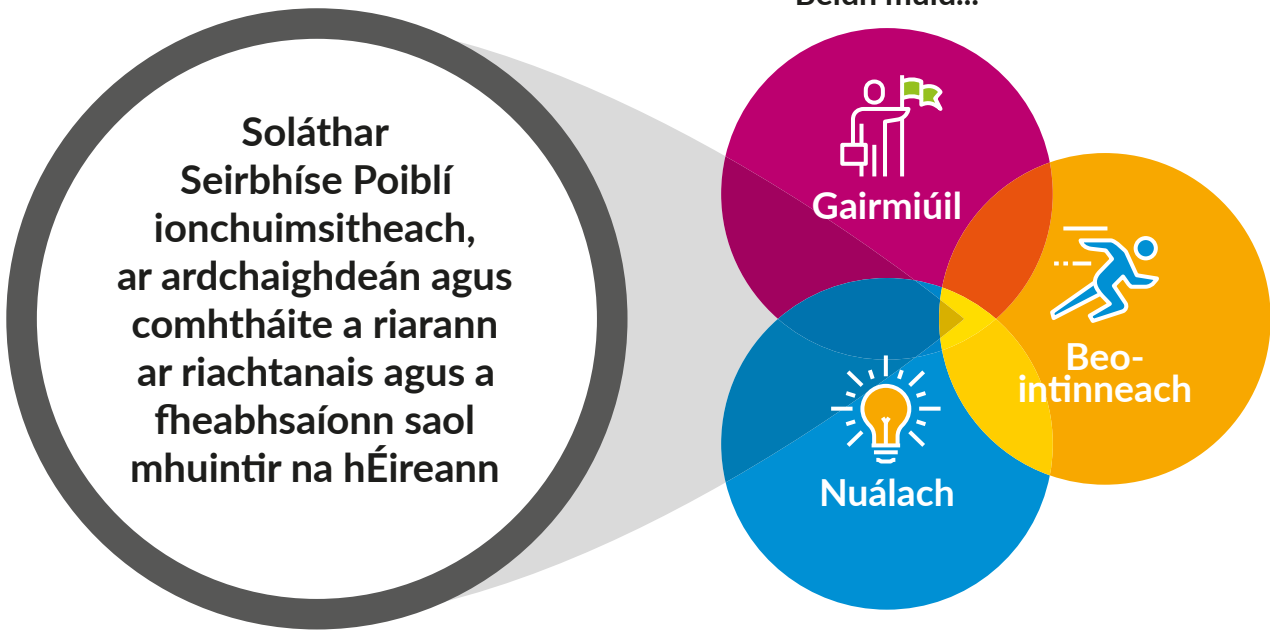 Soláthar
Seirbhíse Poiblí
ionchuimsitheach,
ar ardchaighdeán agus
comhtháite a riarann
ar riachtanais agus a
fheabhsaíonn saol
mhuintir na hÉireann
muid...
Gairmiúil
Beo-
intinneach
Nuálach